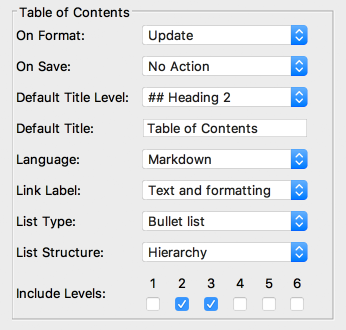 Table of Contents
On Format: Update
On Save: No Action
Default Title Level: ## Heading 2
Default Title: Table of Contents
Language: Markdown
Link Label: Text and formatting
List Type: Bullet list
List Structure: Hierarchy
1 2 3 4 5 6
Include Levels: